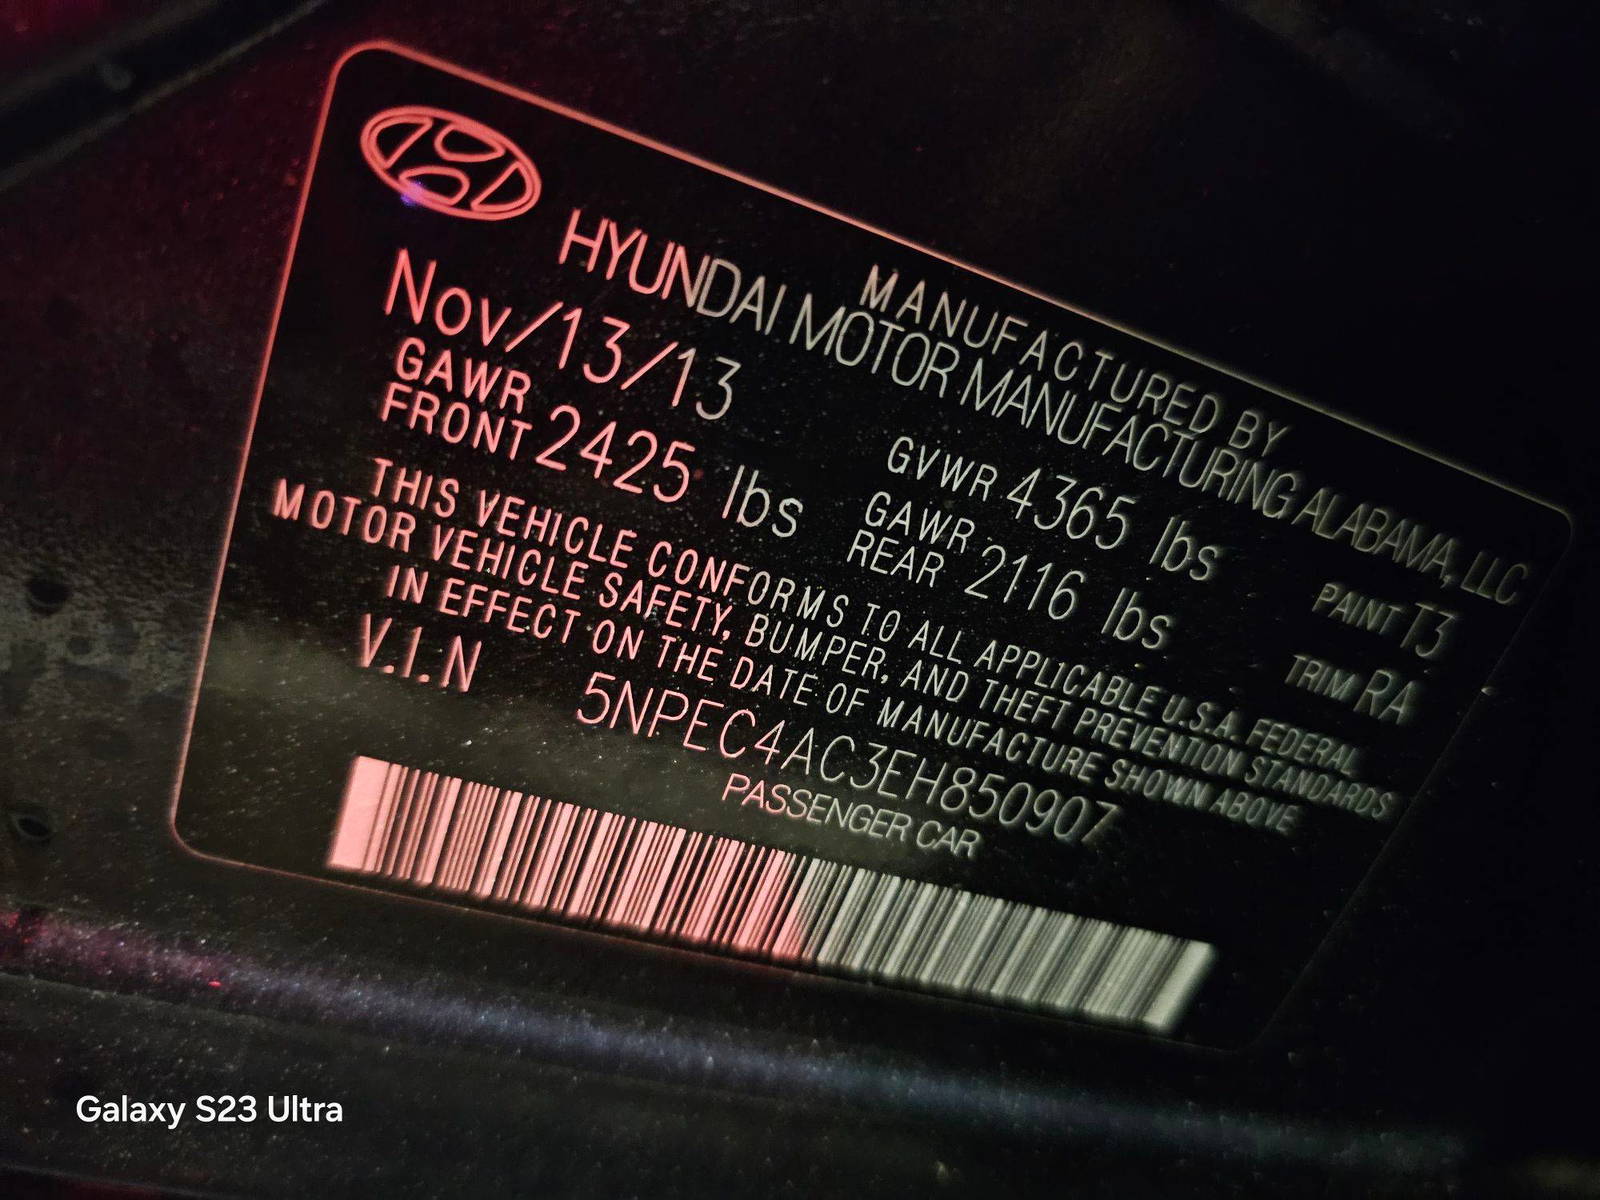 MANUFACTURED BY
HYUNDAI MOTOR MANUFACTURING ALABAMA, LLC
Nov/13/13
GVWR 4365 lbs
PAINT T3
GAWR FRONT 2425 lbs
GAWR REAR 2116 lbs
TRIM RA
THIS VEHICLE CONFORMS TO ALL APPLICABLE U.S.A. FEDERAL
MOTOR VEHICLE SAFETY, BUMPER, AND THEFT PREVENTION STANDARDS
IN EFFECT ON THE DATE OF MANUFACTURE SHOWN ABOVE
V.I.N 5NPEC4AC3EH850907
PASSENGER CAR
Galaxy S23 Ultra